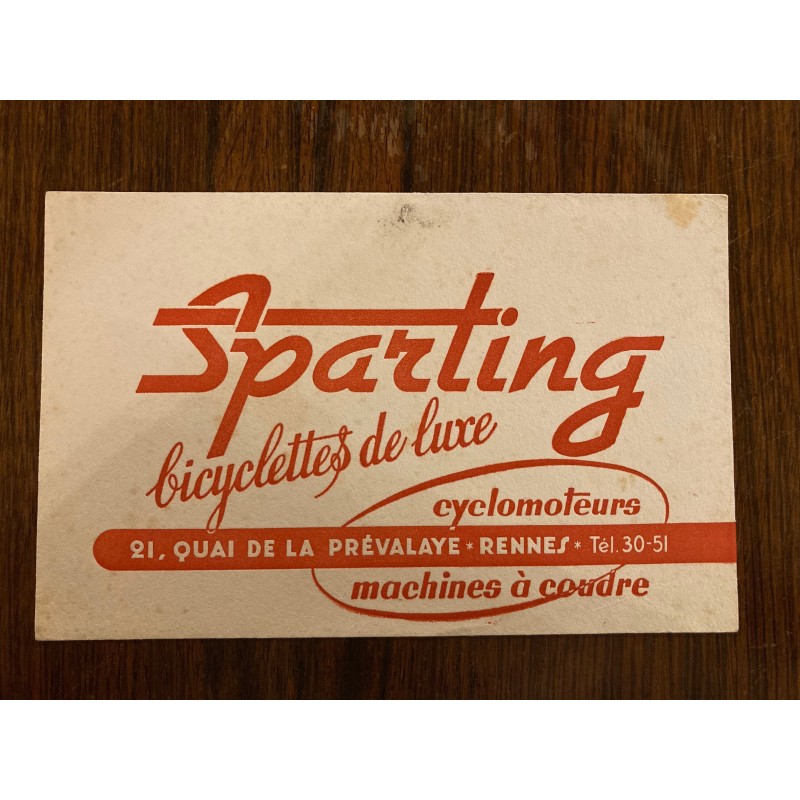 Sparting
bicyclettes de luxe
cyclomoteurs
21, QUAI DE LA PRÉVALAYE * RENNES * Tél. 30-51
machines à coudre